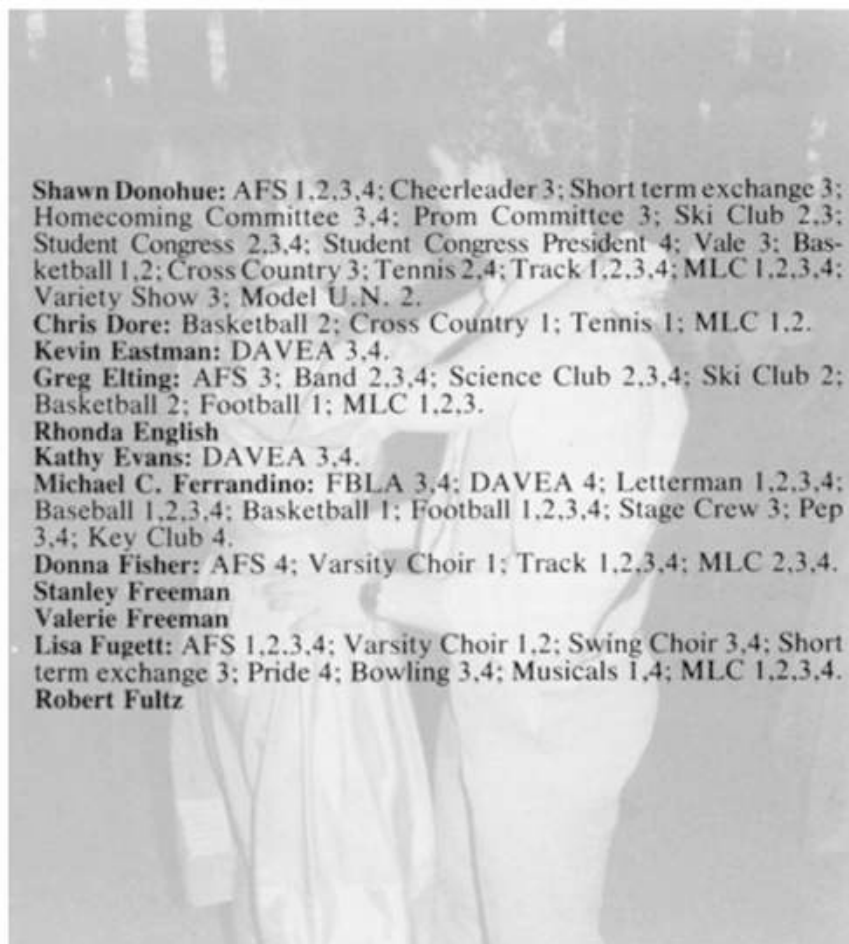 Shawn Donohue: AFS 1,2,3,4; Cheerleader 3; Short term exchange 3;
Homecoming Committee 3,4; Prom Committee 3; Ski Club 2,3;
Student Congress 2,3,4; Student Congress President 4; Vale 3; Bas-
ketball 1,2; Cross Country 3; Tennis 2,4; Track 1,2,3,4; MLC 1,2,3,4;
Variety Show 3; Model U.N. 2.
Chris Dore: Basketball 2; Cross Country 1; Tennis 1; MLC 1,2.
Kevin Eastman: DAVEA 3,4.
Greg Elting: AFS 3; Band 2,3,4; Science Club 2,3,4; Ski Club 2;
Basketball 2; Football 1; MLC 1,2,3.
Rhonda English
Kathy Evans: DAVEA 3,4.
Michael C. Ferrandino: FBLA 3,4; DAVEA 4; Letterman 1,2,3,4;
Baseball 1,2,3,4; Basketball 1; Football 1,2,3,4; Stage Crew 3; Pep
3,4; Key Club 4.
Donna Fisher: AFS 4; Varsity Choir 1; Track 1,2,3,4; MLC 2,3,4.
Stanley Freeman
Valerie Freeman
Lisa Fugett: AFS 1,2,3,4; Varsity Choir 1,2; Swing Choir 3,4; Short
term exchange 3; Pride 4; Bowling 3,4; Musicals 1,4; MLC 1,2,3,4.
Robert Fultz